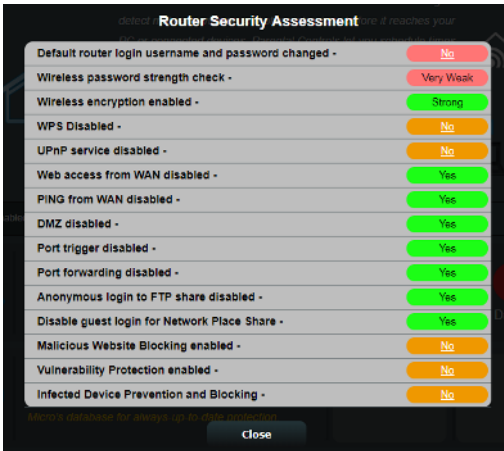 detect
it reaches your
Router Security Assessment
Default router login username and password changed - No
Wireless password strength check - Very Weak
Wireless encryption enabled - Strong
WPS Disabled - No
UPnP service disabled - No
Web access from WAN disabled - Yes
PING from WAN disabled - Yes
DMZ disabled - Yes
Port trigger disabled - Yes
Port forwarding disabled - Yes
Anonymous login to FTP share disabled - Yes
Disable guest login for Network Place Share - Yes
Malicious Website Blocking enabled - No
Vulnerability Protection enabled - No
Infected Device Prevention and Blocking - No
Micro's database for always up to date protection
Close